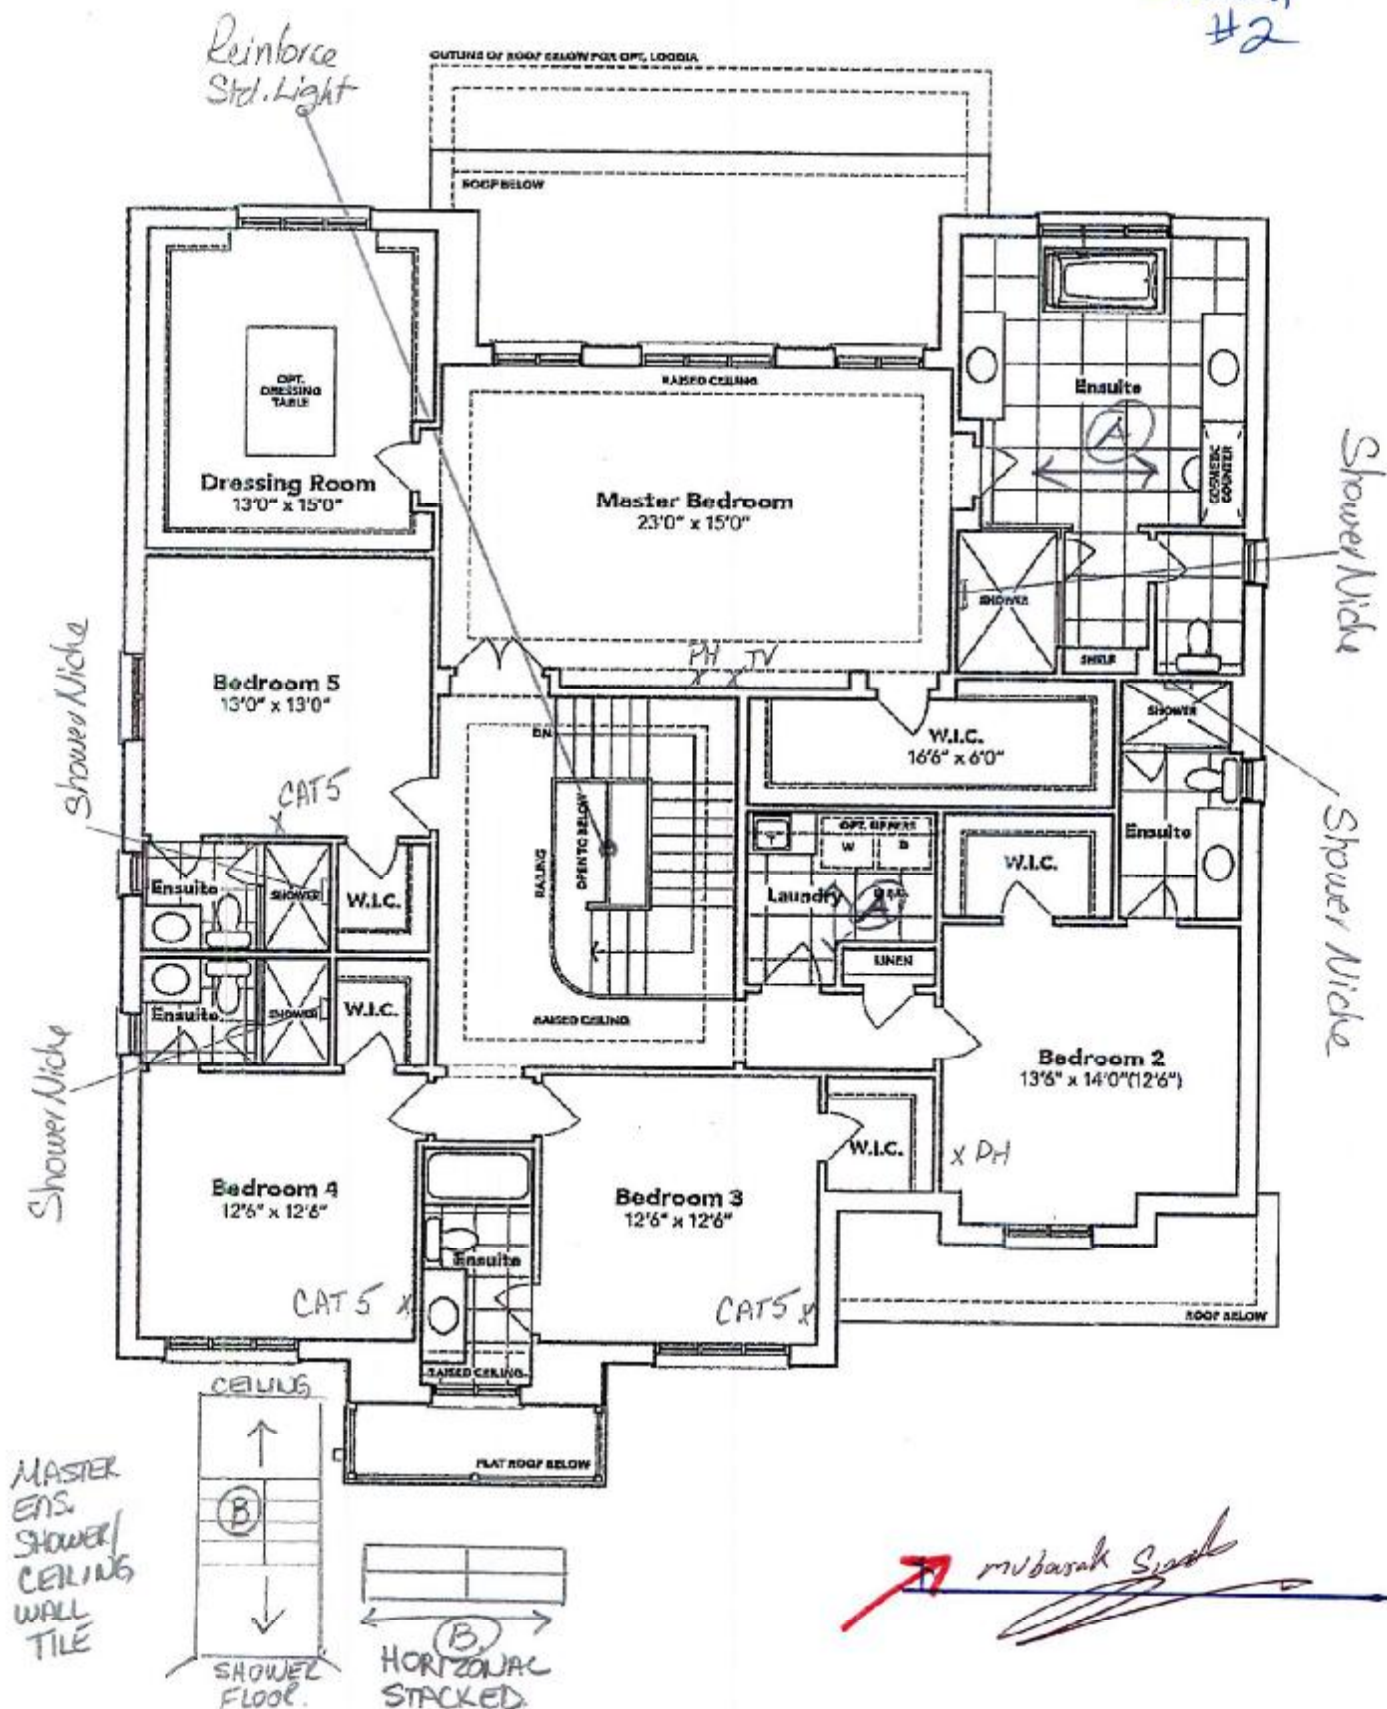 #2
Reinforce
Std. Light
OUTLINE OF ROOF BELOW FOR OPT. LOGGIA
ROOF BELOW
OPT.
DRESSING
TABLE
Dressing Room
13'0" x 15'0"
RAISED CEILING
Master Bedroom
23'0" x 15'0"
Ensuite
A
COSMETIC
COUNTER
Shower Niche
SHOWER
SHELF
PH TV
Shower Niche
Bedroom 5
13'0" x 13'0"
CAT 5
DN.
W.I.C.
16'6" x 6'0"
SHOWER
Ensuite
Shower Niche
RAILING
OPEN TO BELOW
OPT. UPPERS
W D
Laundry
A
W.I.C.
LINEN
Ensuite
SHOWER
W.I.C.
Ensuite
SHOWER
W.I.C.
Shower Niche
RAISED CEILING
Bedroom 2
13'6" x 14'0"(12'6")
W.I.C.
x PH
Bedroom 4
12'6" x 12'6"
Bedroom 3
12'6" x 12'6"
Ensuite
CAT 5 x
CAT5 x
ROOF BELOW
RAISED CEILING
FLAT ROOF BELOW
CEILING
MASTER
ENS.
SHOWER/
CEILING
WALL
TILE
B
SHOWER
FLOOR.
B
HORIZONAL
STACKED.